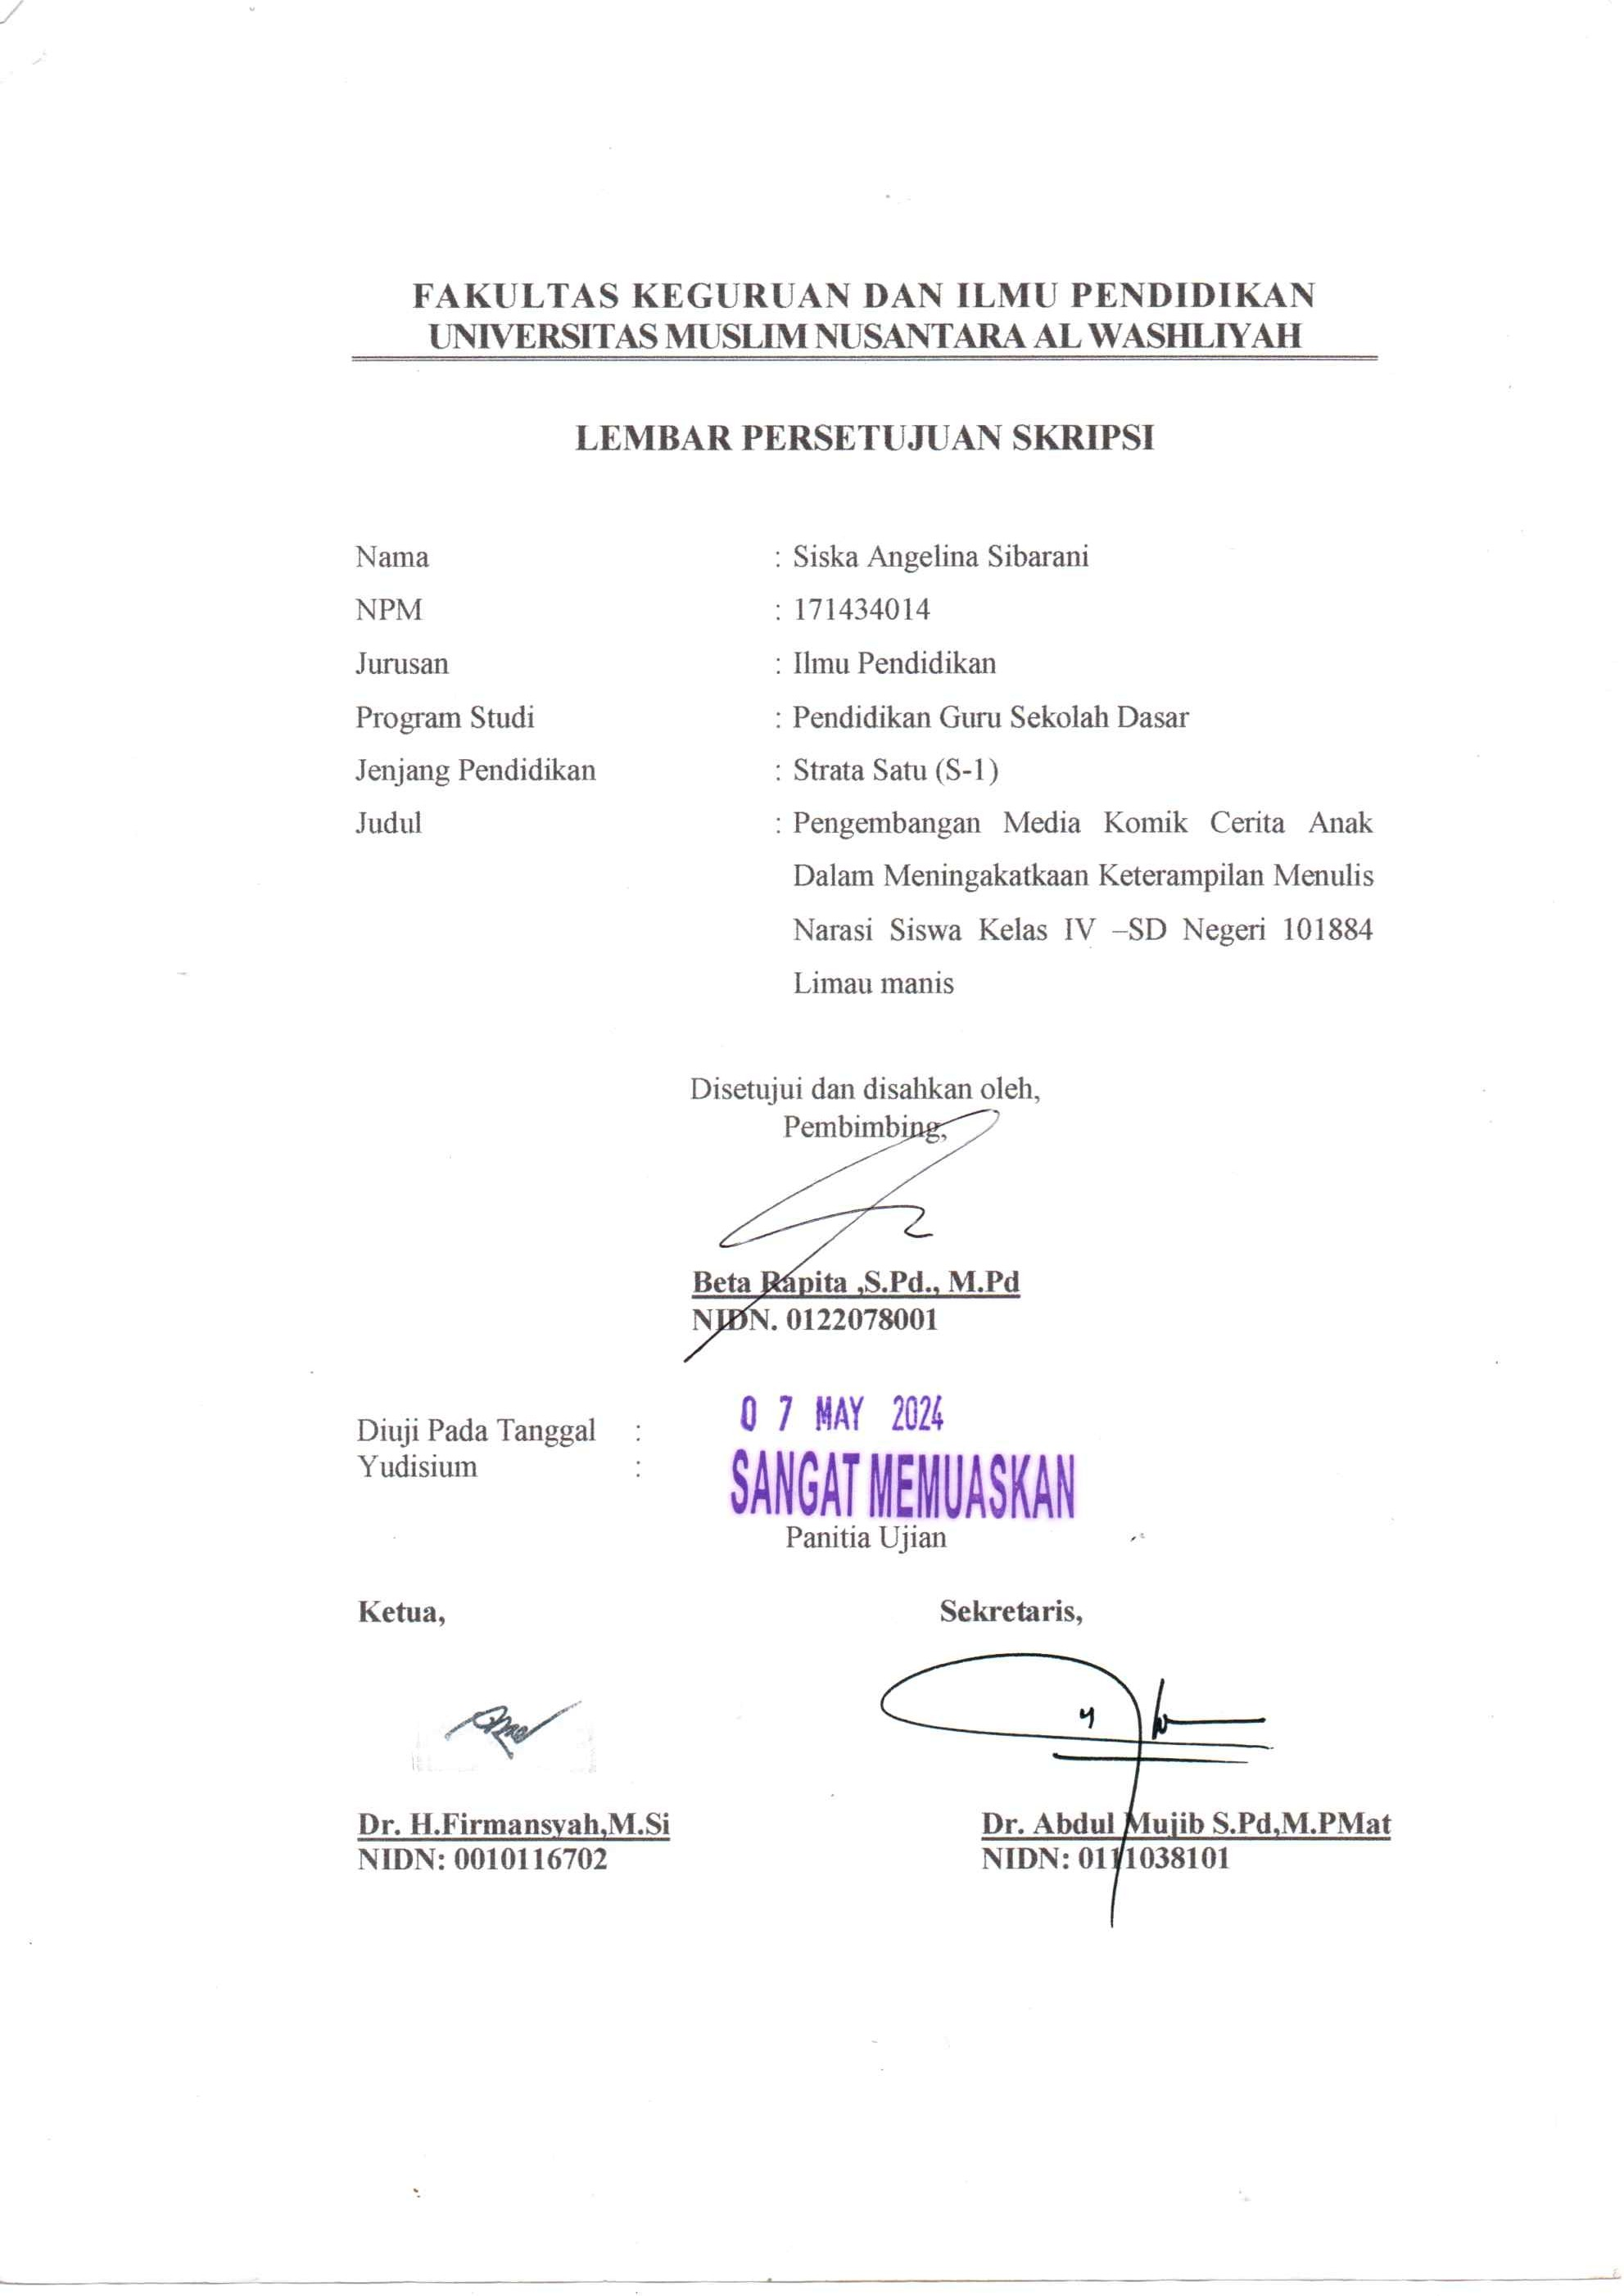 FAKULTAS KEGURUAN DAN ILMU PENDIDIKAN
UNIVERSITAS MUSLIM NUSANTARA AL WASHLIYAH
LEMBAR PERSETUJUAN SKRIPSI
Nama : Siska Angelina Sibarani
NPM : 171434014
Jurusan : Ilmu Pendidikan
Program Studi : Pendidikan Guru Sekolah Dasar
Jenjang Pendidikan : Strata Satu (S-1)
Judul : Pengembangan Media Komik Cerita Anak
Dalam Meningakatkaan Keterampilan Menulis
Narasi Siswa Kelas IV –SD Negeri 101884
Limau manis
Disetujui dan disahkan oleh,
Pembimbing,
Beta Rapita ,S.Pd., M.Pd
NIDN. 0122078001
Diuji Pada Tanggal : 07 MAY 2024
Yudisium : SANGAT MEMUASKAN
Panitia Ujian
Ketua, Sekretaris,
Dr. H.Firmansyah,M.Si Dr. Abdul Mujib S.Pd,M.PMat
NIDN: 0010116702 NIDN: 0111038101